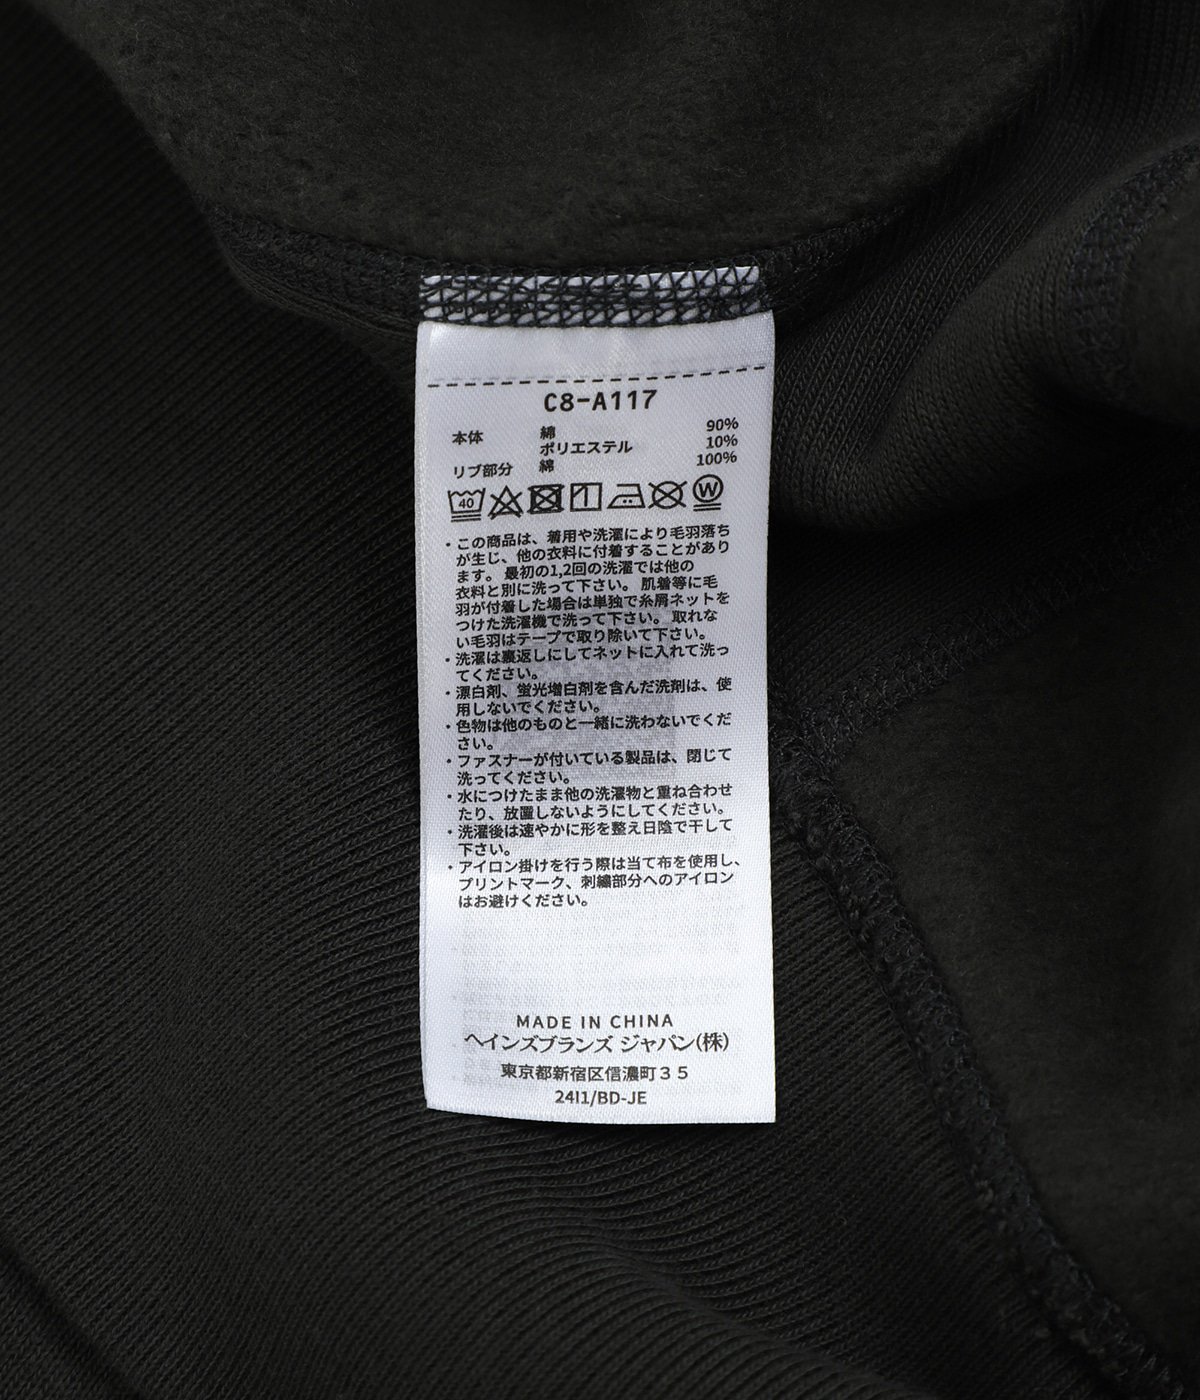 C8-A117
本体 綿 90%
ポリエステル 10%
リブ部分 綿 100%
40 W
・この商品は、着用や洗濯により毛羽落ち
が生じ、他の衣料に付着することがあり
ます。 最初の1,2回の洗濯では他の
衣料と別に洗って下さい。 肌着等に毛
羽が付着した場合は単独で糸屑ネットを
つけた洗濯機で洗って下さい。 取れな
い毛羽はテープで取り除いて下さい。
・洗濯は裏返しにしてネットに入れて洗っ
てください。
・漂白剤、蛍光増白剤を含んだ洗剤は、使
用しないでください。
・色物は他のものと一緒に洗わないでくだ
さい。
・ファスナーが付いている製品は、閉じて
洗ってください。
・水につけたまま他の洗濯物と重ね合わせ
たり、放置しないようにしてください。
・洗濯後は速やかに形を整え日陰で干して
下さい。
・アイロン掛けを行う際は当て布を使用し、
プリントマーク、刺繍部分へのアイロン
はお避けください。
MADE IN CHINA
ヘインズブランズ ジャパン(株)
東京都新宿区信濃町３５
24I1/BD-JE